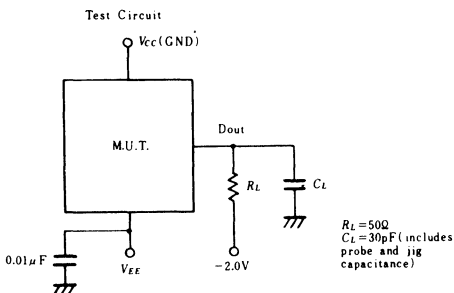 Test Circuit
VCC(GND)
M.U.T.
Dout
RL
CL
0.01μF
VEE
−2.0V
RL=50Ω
CL=30pF(includes
probe and jig
capacitance)